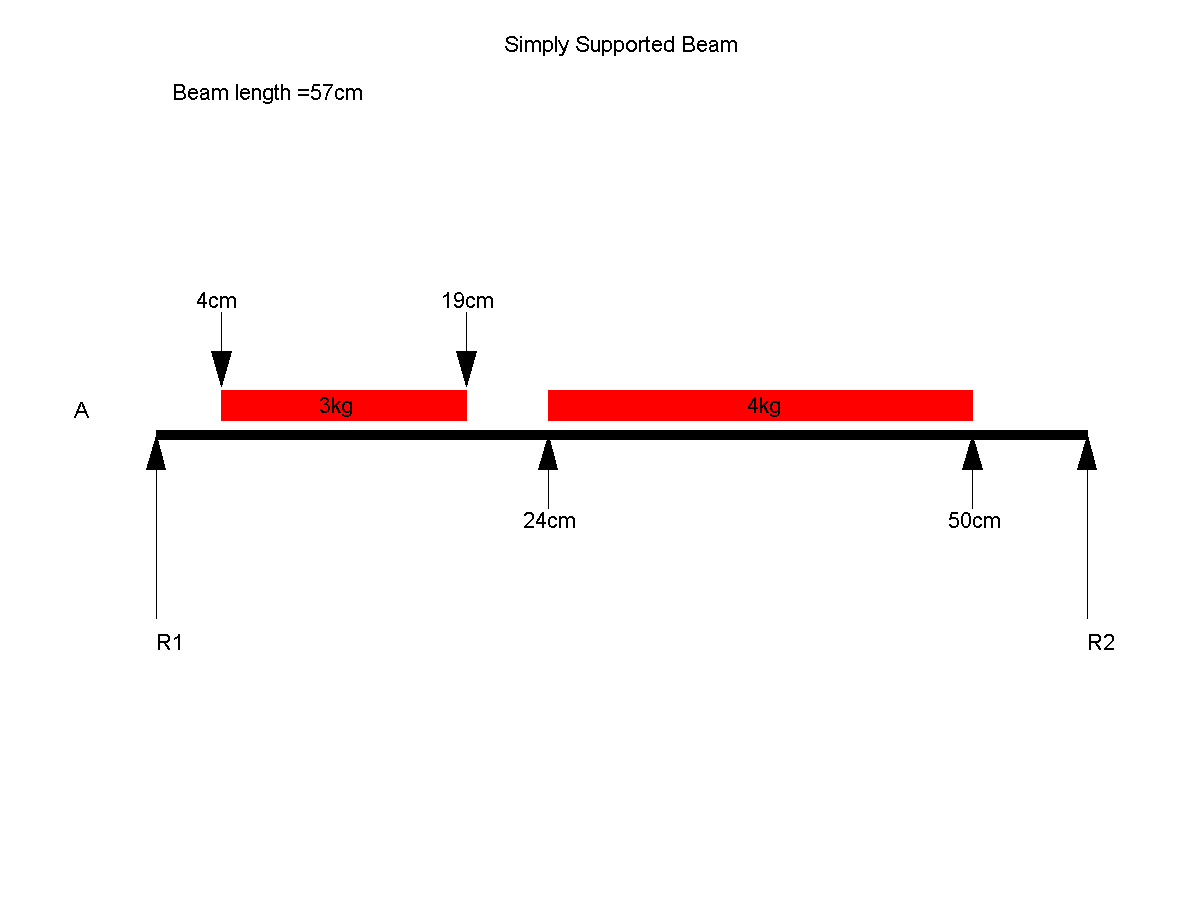 Simply Supported Beam
Beam length =57cm
4cm
19cm
A
3kg
4kg
24cm
50cm
R1
R2